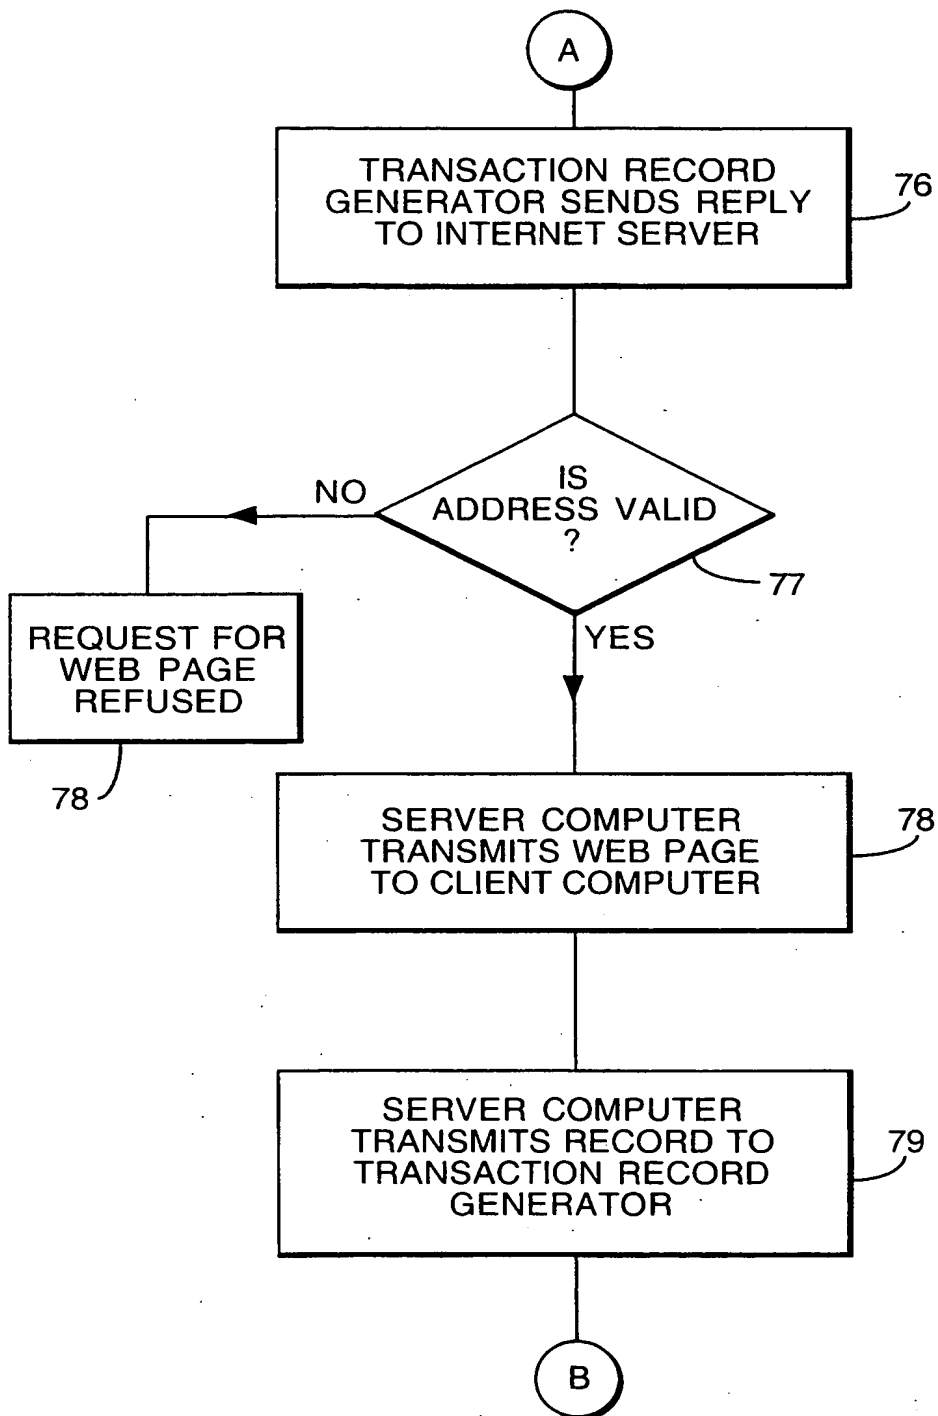 A
TRANSACTION RECORD
GENERATOR SENDS REPLY
TO INTERNET SERVER
76
IS
ADDRESS VALID
?
NO
77
YES
REQUEST FOR
WEB PAGE
REFUSED
78
SERVER COMPUTER
TRANSMITS WEB PAGE
TO CLIENT COMPUTER
78
SERVER COMPUTER
TRANSMITS RECORD TO
TRANSACTION RECORD
GENERATOR
79
B